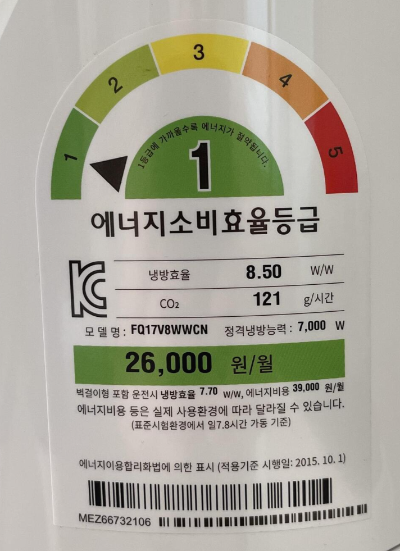 1 2 3 4 5
1등급에 가까울수록 에너지가 절약됩니다.
1
에너지소비효율등급
냉방효율 8.50 W/W
CO₂ 121 g/시간
모델명 : FQ17V8WWCN 정격냉방능력 : 7,000 W
26,000 원/월
벽걸이형 포함 운전시 냉방효율 7.70 w/w, 에너지비용 39,000 원/월
에너지비용 등은 실제 사용환경에 따라 달라질 수 있습니다.
(표준시험환경에서 일7.8시간 가동 기준)
에너지이용합리화법에 의한 표시 (적용기준 시행일: 2015. 10. 1)
MEZ66732106